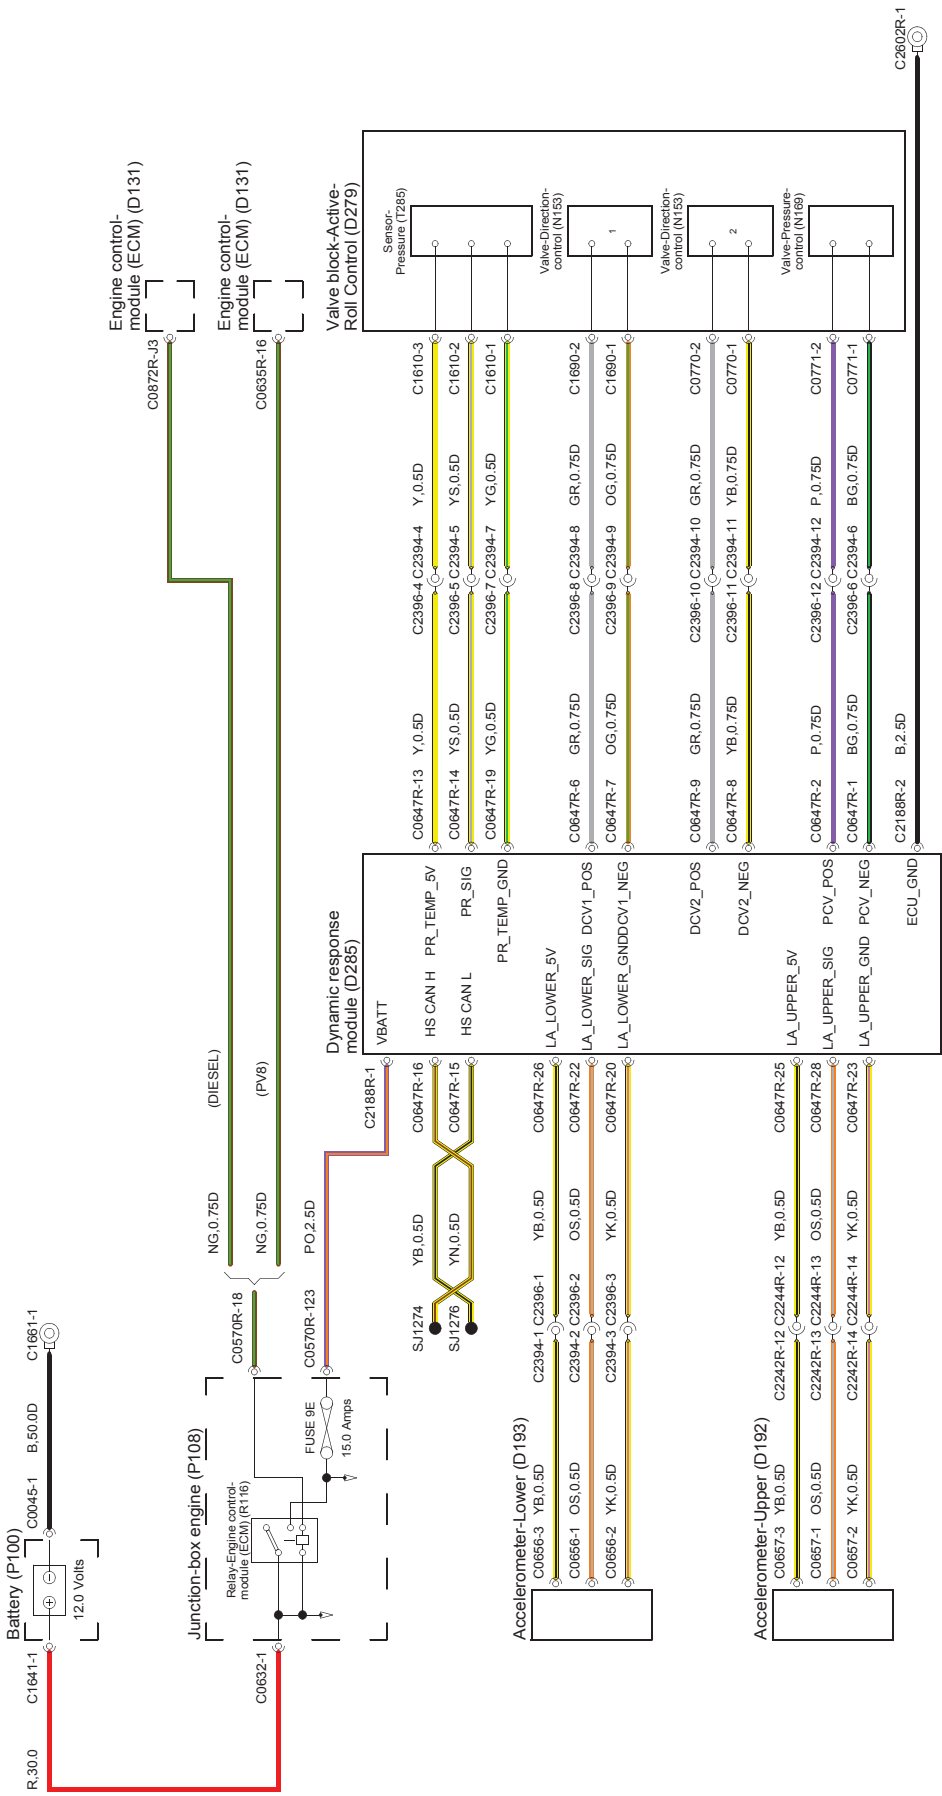 Battery (P100)
12.0 Volts
C1641-1
R,30.0
C0045-1
B,50.0D
C1661-1
Junction-box engine (P108)
Relay-Engine control-
module (ECM) (R116)
FUSE 9E
15.0 Amps
C0632-1
C0570R-18
NG,0.75D
(DIESEL)
NG,0.75D
(PV8)
C0570R-123
PO,2.5D
C2188R-1
Engine control-
module (ECM) (D131)
C0872R-J3
Engine control-
module (ECM) (D131)
C0635R-16
SJ1274
YB,0.5D
C0647R-16
SJ1276
YN,0.5D
C0647R-15
Accelerometer-Lower (D193)
C0656-3
YB,0.5D
C2394-1
C2396-1
YB,0.5D
C0647R-26
C0656-1
OS,0.5D
C2394-2
C2396-2
OS,0.5D
C0647R-22
C0656-2
YK,0.5D
C2394-3
C2396-3
YK,0.5D
C0647R-20
Accelerometer-Upper (D192)
C0657-3
YB,0.5D
C2242R-12
C2244R-12
YB,0.5D
C0647R-25
C0657-1
OS,0.5D
C2242R-13
C2244R-13
OS,0.5D
C0647R-28
C0657-2
YK,0.5D
C2242R-14
C2244R-14
YK,0.5D
C0647R-23
Dynamic response
module (D285)
VBATT
HS CAN H
PR_TEMP_5V
HS CAN L
PR_SIG
PR_TEMP_GND
LA_LOWER_5V
LA_LOWER_SIG
DCV1_POS
LA_LOWER_GND
DCV1_NEG
DCV2_POS
DCV2_NEG
LA_UPPER_5V
LA_UPPER_SIG
PCV_POS
LA_UPPER_GND
PCV_NEG
ECU_GND
C0647R-13
Y,0.5D
C2396-4
C2394-4
Y,0.5D
C1610-3
C0647R-14
YS,0.5D
C2396-5
C2394-5
YS,0.5D
C1610-2
C0647R-19
YG,0.5D
C2396-7
C2394-7
YG,0.5D
C1610-1
C0647R-6
GR,0.75D
C2396-8
C2394-8
GR,0.75D
C1690-2
C0647R-7
OG,0.75D
C2396-9
C2394-9
OG,0.75D
C1690-1
C0647R-9
GR,0.75D
C2396-10
C2394-10
GR,0.75D
C0770-2
C0647R-8
YB,0.75D
C2396-11
C2394-11
YB,0.75D
C0770-1
C0647R-2
P,0.75D
C2396-12
C2394-12
P,0.75D
C0771-2
C0647R-1
BG,0.75D
C2396-6
C2394-6
BG,0.75D
C0771-1
C2188R-2
B,2.5D
C2602R-1
Valve block-Active-
Roll Control (D279)
Sensor-
Pressure (T285)
Valve-Direction-
control (N153)
1
Valve-Direction-
control (N153)
2
Valve-Pressure-
control (N169)